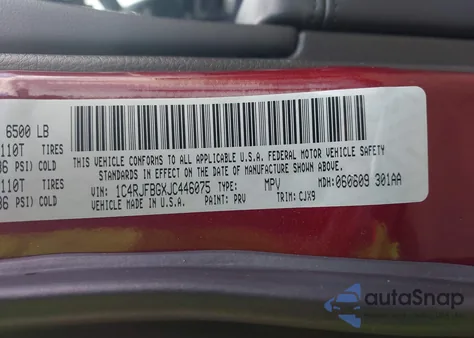 6500 LB
110T TIRES
36 PSI) COLD
110T TIRES
36 PSI) COLD
THIS VEHICLE CONFORMS TO ALL APPLICABLE U.S.A. FEDERAL MOTOR VEHICLE SAFETY
STANDARDS IN EFFECT ON THE DATE OF MANUFACTURE SHOWN ABOVE.
VIN: 1C4RJFBGXJC446075 TYPE: MPV MDH: 060609 301AA
VEHICLE MADE IN U.S.A. PAINT: PRV TRIM: CJX9
autoSnap